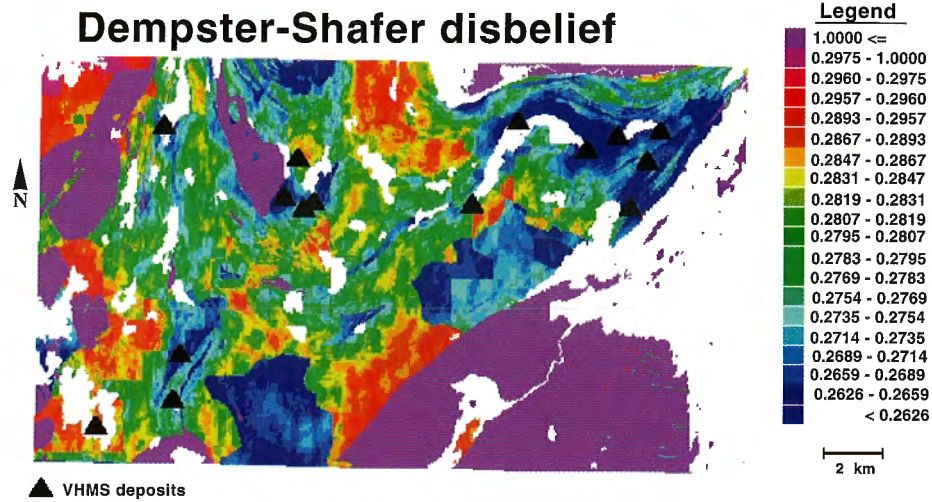 Dempster-Shafer disbelief
Legend
1.0000 <=
0.2975 - 1.0000
0.2960 - 0.2975
0.2957 - 0.2960
0.2893 - 0.2957
0.2867 - 0.2893
0.2847 - 0.2867
0.2831 - 0.2847
0.2819 - 0.2831
0.2807 - 0.2819
0.2795 - 0.2807
0.2783 - 0.2795
0.2769 - 0.2783
0.2754 - 0.2769
0.2735 - 0.2754
0.2714 - 0.2735
0.2689 - 0.2714
0.2659 - 0.2689
0.2626 - 0.2659
< 0.2626
N
2 km
VHMS deposits